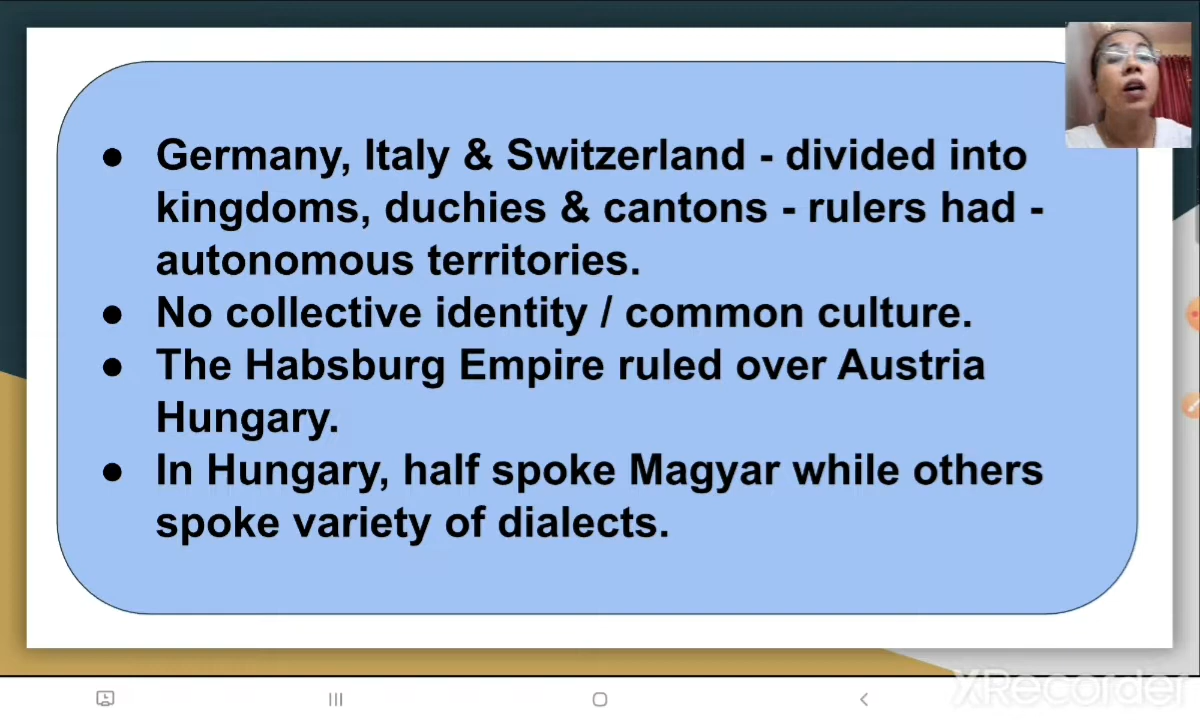 ● Germany, Italy & Switzerland - divided into
kingdoms, duchies & cantons - rulers had -
autonomous territories.
● No collective identity / common culture.
● The Habsburg Empire ruled over Austria
Hungary.
● In Hungary, half spoke Magyar while others
spoke variety of dialects.
XRecorder